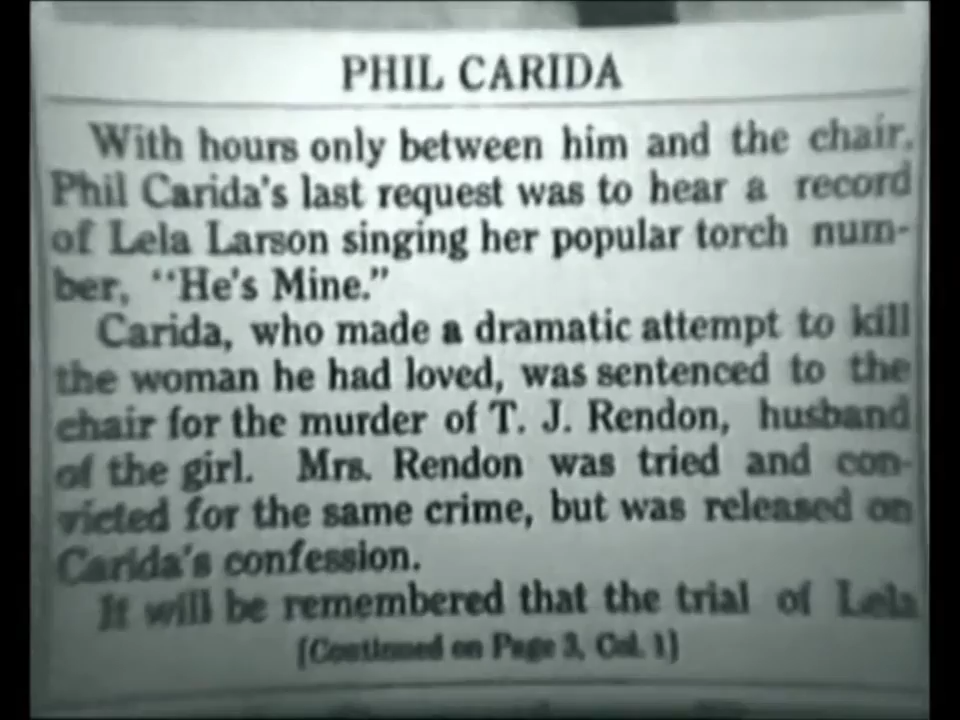 PHIL CARIDA
With hours only between him and the chair,
Phil Carida's last request was to hear a record
of Lela Larson singing her popular torch num-
ber, "He's Mine."
Carida, who made a dramatic attempt to kill
the woman he had loved, was sentenced to the
chair for the murder of T. J. Rendon, husband
of the girl. Mrs. Rendon was tried and con-
victed for the same crime, but was released on
Carida's confession.
It will be remembered that the trial of Lela
[Continued on Page 3, Col. 1]